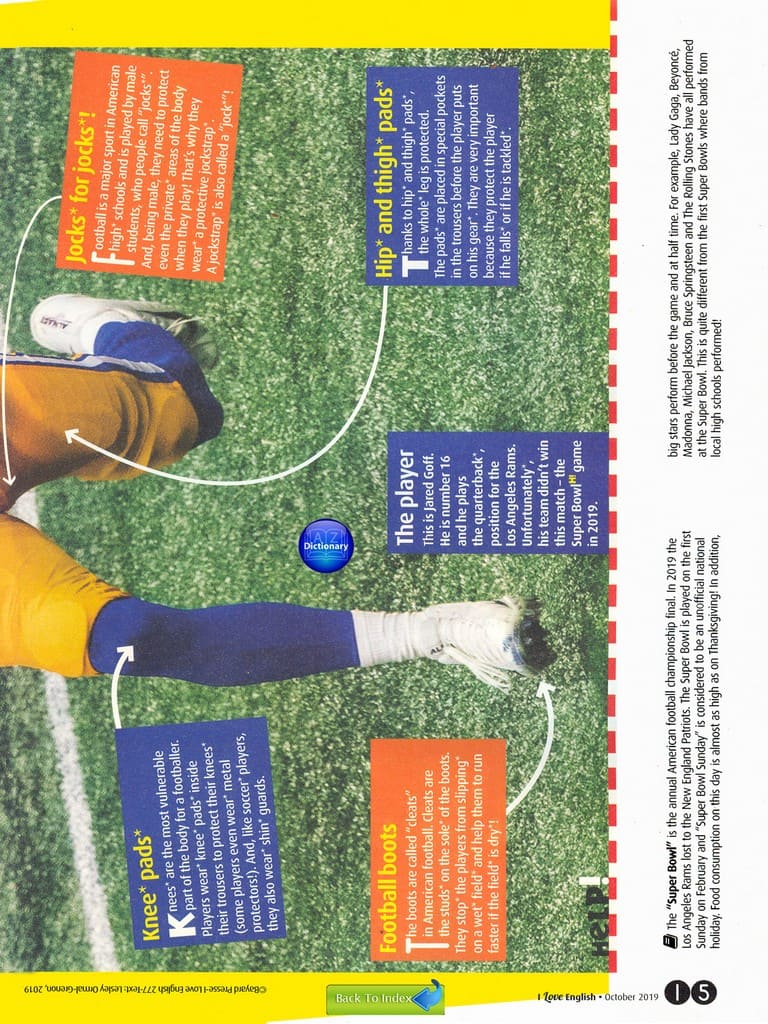 Knee* pads*
Knees* are the most vulnerable
part of the body for a footballer.
Players wear* knee* pads* inside
their trousers to protect their knees*
(some players even wear* metal
protectors!). And, like soccer* players,
they also wear* shin* guards.
Jocks* for jocks*!
Football is a major sport in American
high* schools and is played by male
students, who people call “jocks*”.
And, being male, they need to protect
even the private* areas of the body
when they play! That's why they
wear* a protective jockstrap*.
A jockstrap* is also called a “jock*”!
Dictionary
Football boots
The boots are called “cleats”
in American football. Cleats are
the studs* on the sole* of the boots.
They stop* the players from slipping*
on a wet* field* and help them to run
faster if the field* is dry*!
The player
This is Jared Goff.
He is number 16
and he plays
the quarterback*,
position for the
Los Angeles Rams.
Unfortunately*,
his team didn't win
this match – the
Super Bowl H! game
in 2019.
Hip* and thigh* pads*
Thanks to hip* and thigh* pads*,
the whole* leg is protected.
The pads* are placed in special pockets
in the trousers before the player puts
on his gear*. They are very important
because they protect the player
if he falls* or if he is tackled*.
HELP!
The “Super Bowl” is the annual American football championship final. In 2019 the
Los Angeles Rams lost to the New England Patriots. The Super Bowl is played on the first
Sunday on February and “Super Bowl Sunday” is considered to be an unofficial national
holiday. Food consumption on this day is almost as high as on Thanksgiving! In addition,
big stars perform before the game and at half time. For example, Lady Gaga, Beyoncé,
Madonna, Michael Jackson, Bruce Springsteen and The Rolling Stones have all performed
at the Super Bowl. This is quite different from the first Super Bowls where bands from
local high schools performed!
©Bayard Presse-I Love English 277-Text: Lesley Ormal-Grenon, 2019
Back To Index
I Love English • October 2019
15